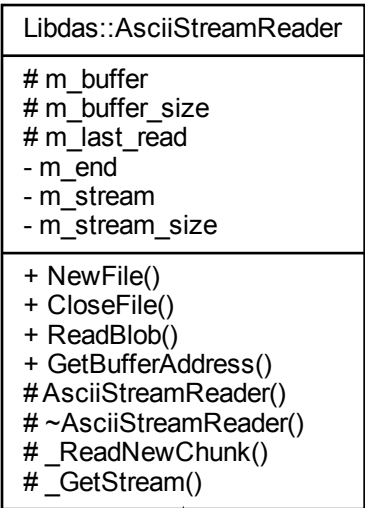 Libdas::AsciiStreamReader
# m_buffer
# m_buffer_size
# m_last_read
- m_end
- m_stream
- m_stream_size
+ NewFile()
+ CloseFile()
+ ReadBlob()
+ GetBufferAddress()
# AsciiStreamReader()
# ~AsciiStreamReader()
# _ReadNewChunk()
# _GetStream()